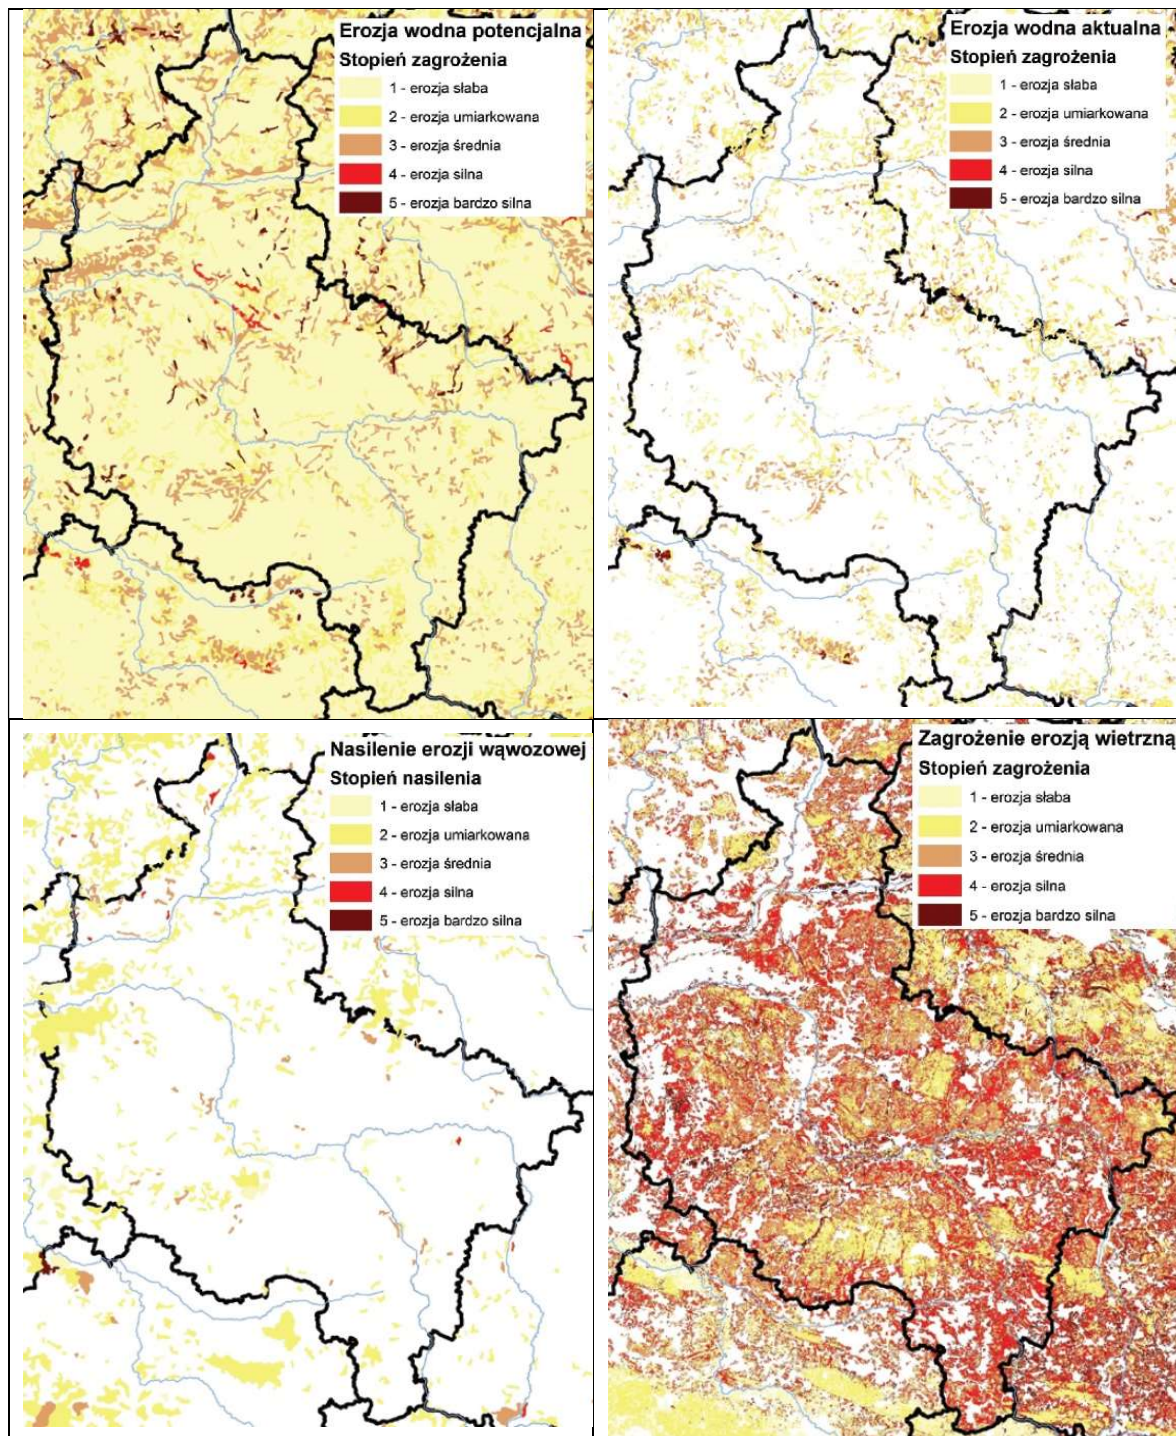 Erozja wodna potencjalna
Stopień zagrożenia
1 - erozja słaba
2 - erozja umiarkowana
3 - erozja średnia
4 - erozja silna
5 - erozja bardzo silna
Erozja wodna aktualna
Stopień zagrożenia
1 - erozja słaba
2 - erozja umiarkowana
3 - erozja średnia
4 - erozja silna
5 - erozja bardzo silna
Nasilenie erozji wąwozowej
Stopień nasilenia
1 - erozja słaba
2 - erozja umiarkowana
3 - erozja średnia
4 - erozja silna
5 - erozja bardzo silna
Zagrożenie erozją wietrzną
Stopień zagrożenia
1 - erozja słaba
2 - erozja umiarkowana
3 - erozja średnia
4 - erozja silna
5 - erozja bardzo silna